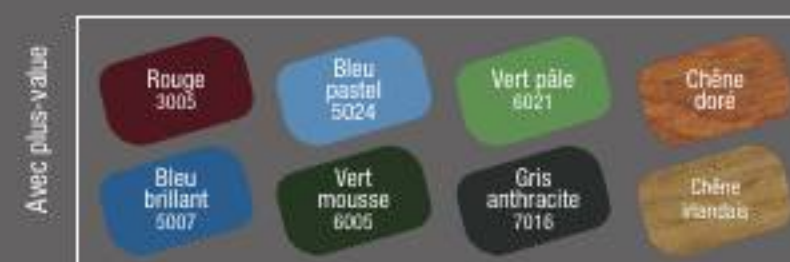 Avec plus-value
Rouge
3005
Bleu
pastel
5024
Vert pâle
6021
Chêne
doré
Bleu
brillant
5007
Vert
mousse
6005
Gris
anthracite
7016
Chêne
irlandais